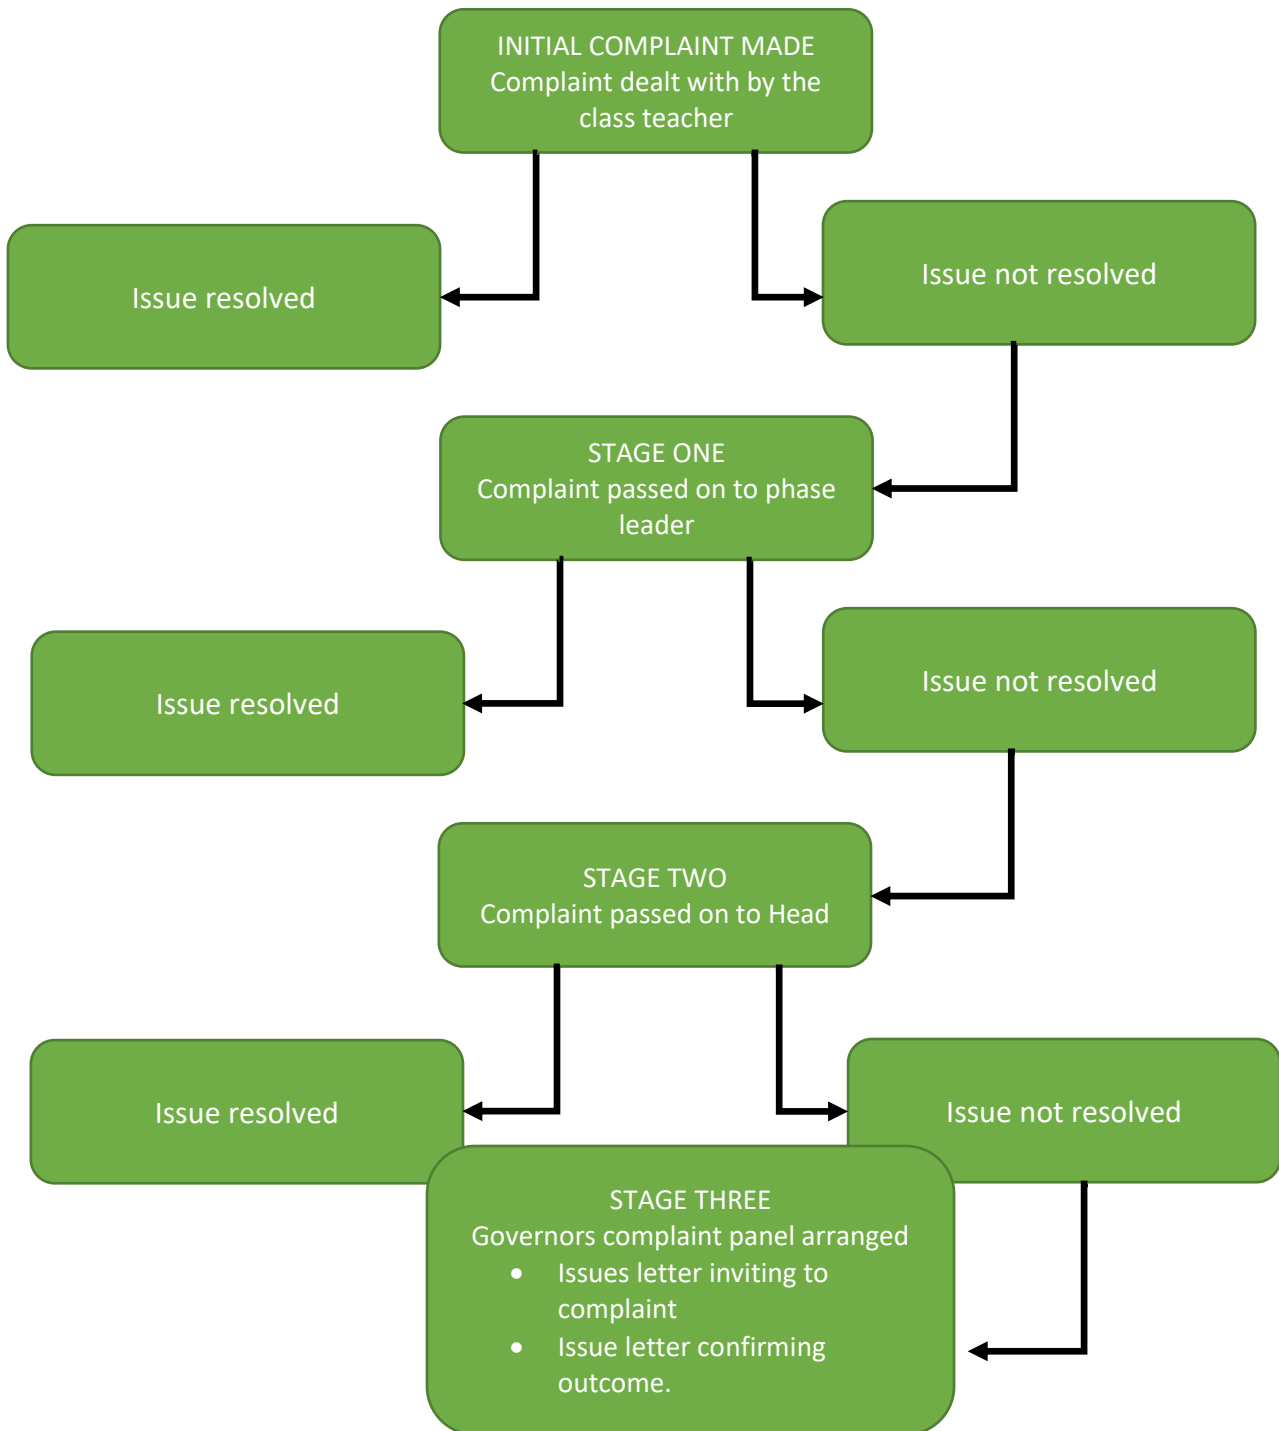 INITIAL COMPLAINT MADE
Complaint dealt with by the
class teacher
Issue resolved
Issue not resolved
STAGE ONE
Complaint passed on to phase
leader
Issue resolved
Issue not resolved
STAGE TWO
Complaint passed on to Head
Issue resolved
Issue not resolved
STAGE THREE
Governors complaint panel arranged
• Issues letter inviting to
complaint
• Issue letter confirming
outcome.